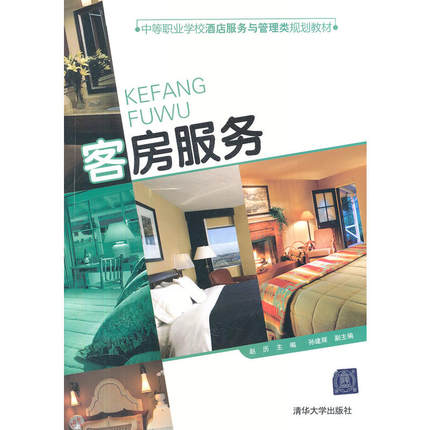 中等职业学校酒店服务与管理类规划教材
KEFANG
FUWU
客房服务
赵历 主编 孙建辉 副主编
清华大学出版社